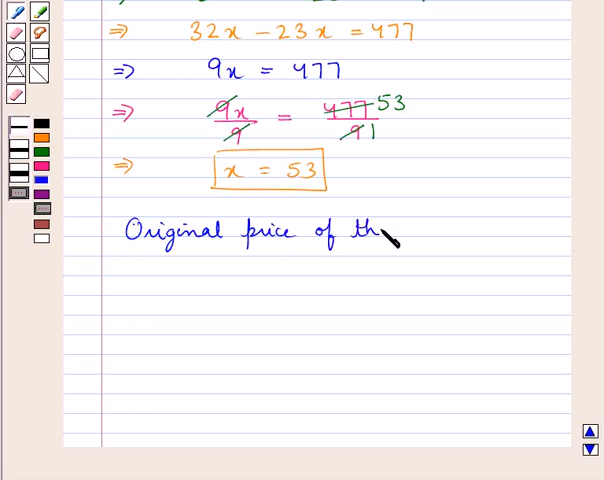 ⇒ 32x - 23x = 477
⇒ 9x = 477
⇒ 9x/9 = 477/9 53 1
⇒ x = 53
Original price of th